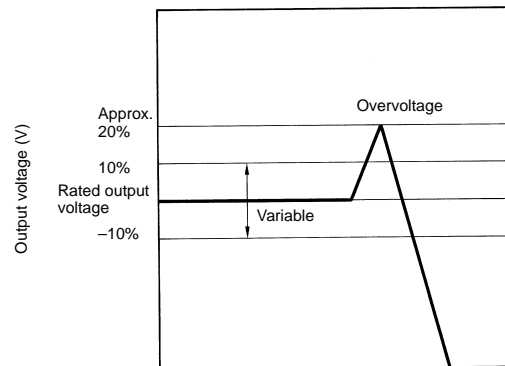 Output voltage (V)
Approx.
20%
Overvoltage
10%
Rated output
voltage
Variable
–10%